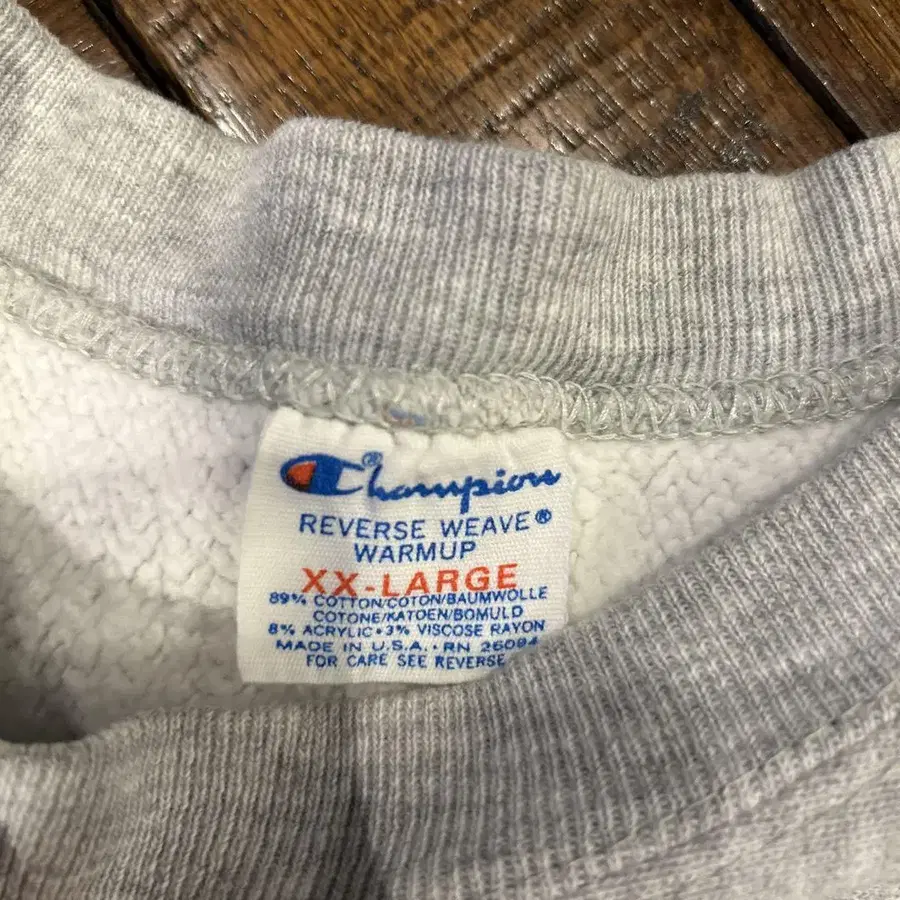 Champion®
REVERSE WEAVE®
WARMUP
XX-LARGE
89% COTTON/COTON/BAUMWOLLE
COTONE/KATOEN/BOMULD
8% ACRYLIC • 3% VISCOSE RAYON
MADE IN U.S.A. • RN 26094
FOR CARE SEE REVERSE